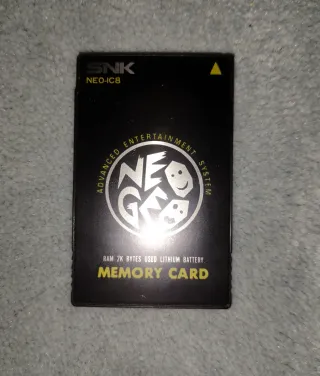 SNK
NEO-IC8
ADVANCED ENTERTAINMENT SYSTEM
NEO
GEO
RAM 2K BYTES USED LITHIUM BATTERY
MEMORY CARD